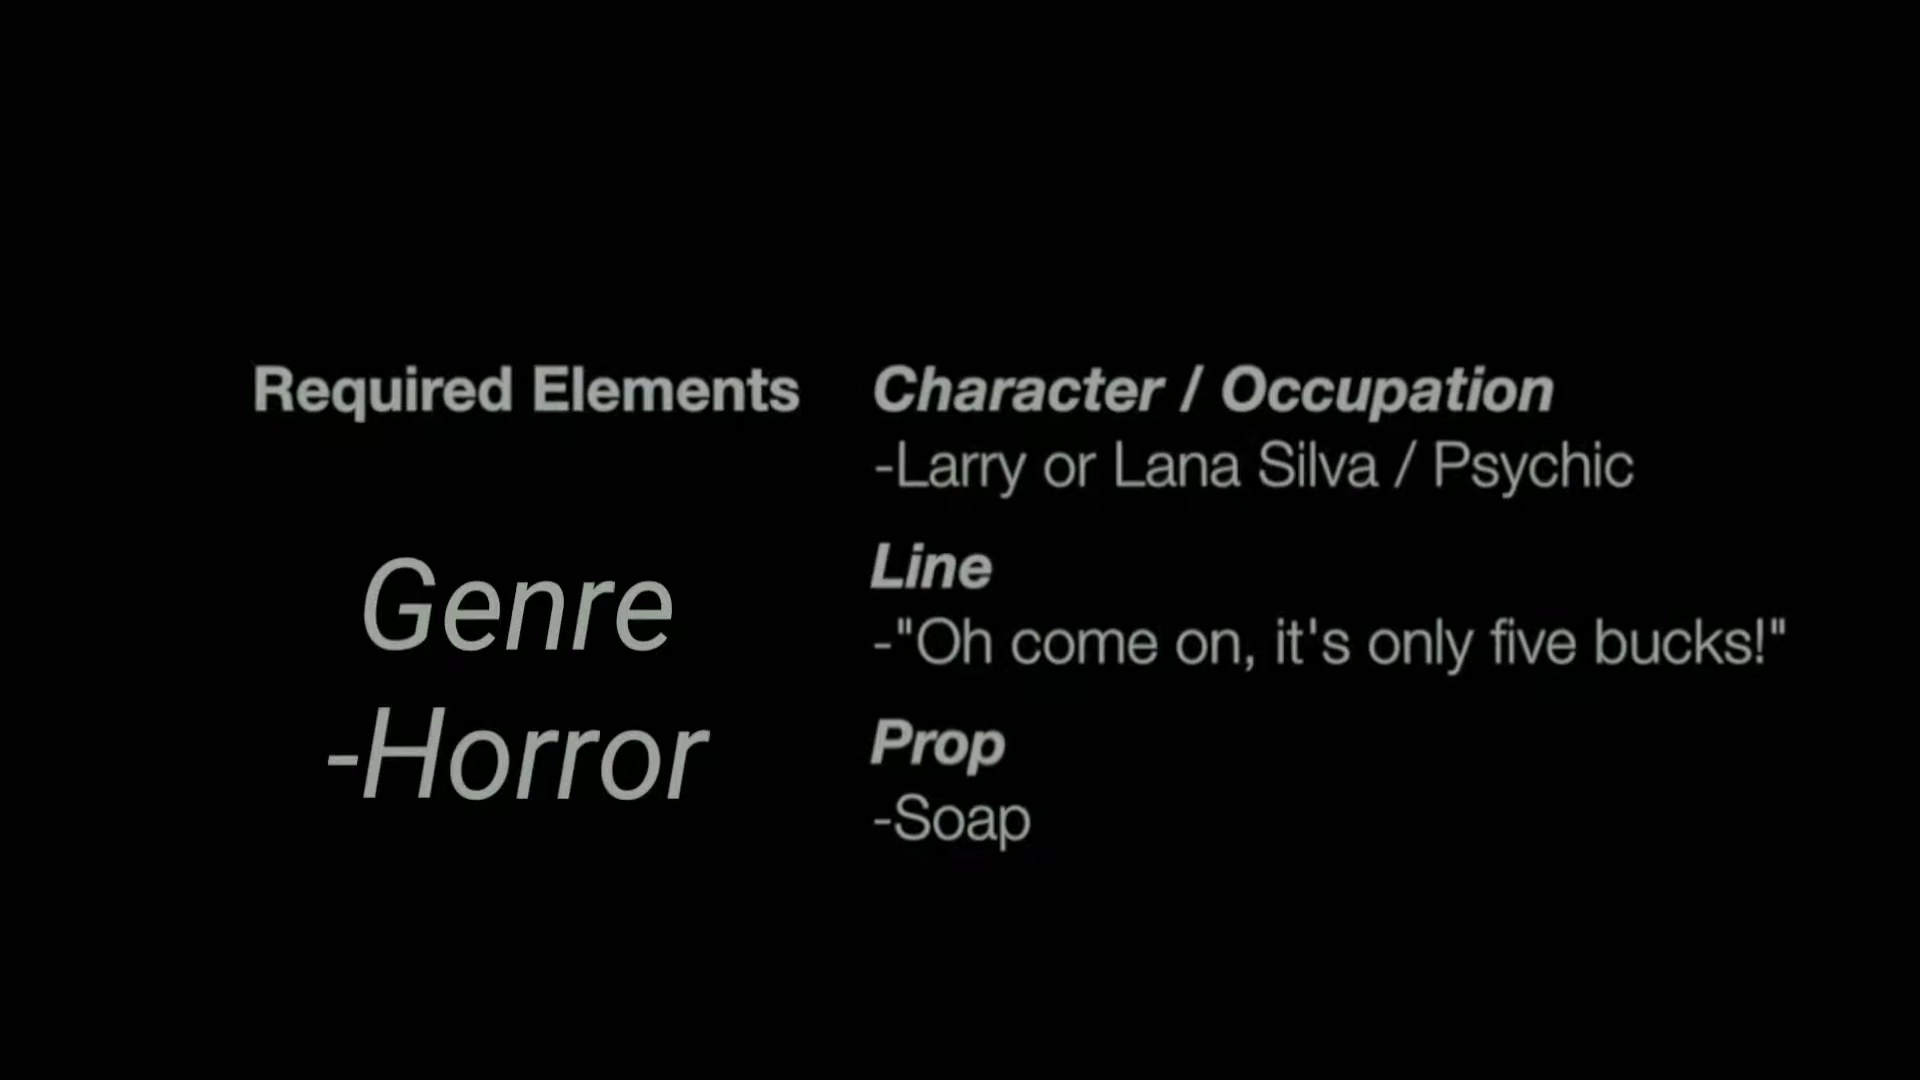 Required Elements
Genre
-Horror
Character / Occupation
-Larry or Lana Silva / Psychic
Line
-"Oh come on, it's only five bucks!"
Prop
-Soap